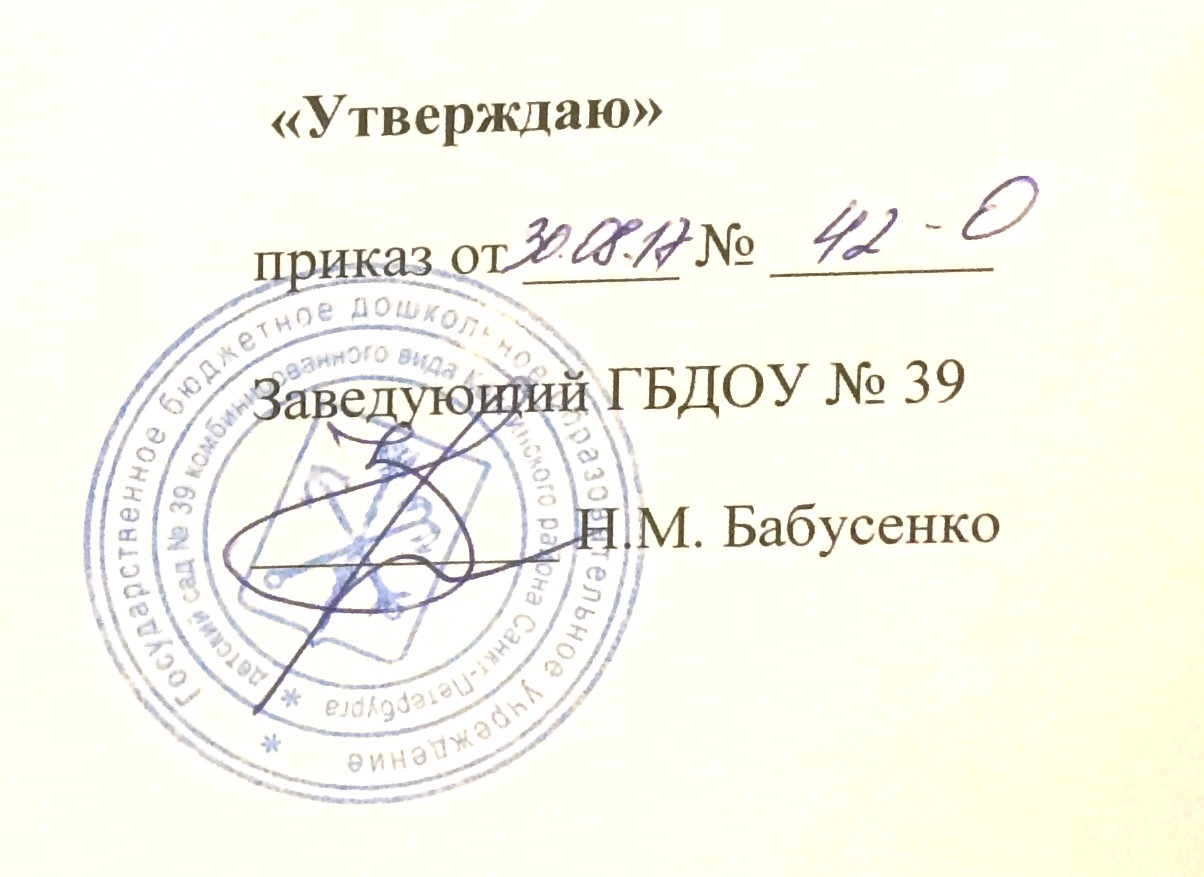 «Утверждаю»
приказ от 30.08.17 № 42-О
Заведующий ГБДОУ № 39
Н.М. Бабусенко
Государственное бюджетное дошкольное образовательное учреждение *
детский сад № 39 комбинированного вида района Санкт-Петербурга *